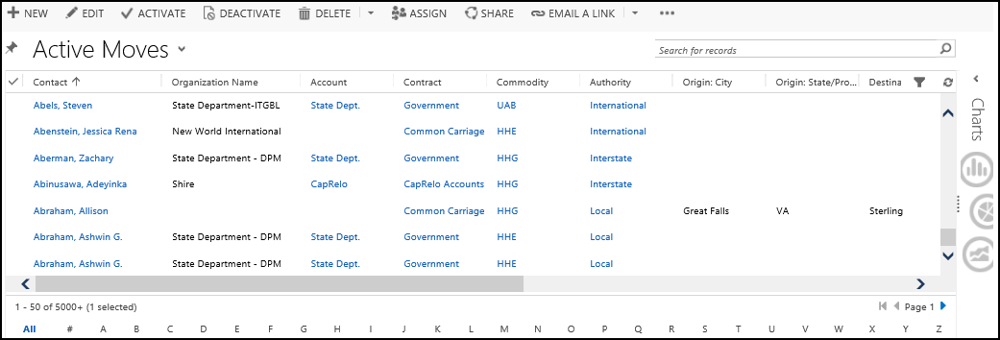 NEW EDIT ACTIVATE DEACTIVATE DELETE ASSIGN SHARE EMAIL A LINK
Active Moves
Search for records
Contact Organization Name Account Contract Commodity Authority Origin: City Origin: State/Pro... Destina
Abels, Steven State Department-ITGBL State Dept. Government UAB International
Abenstein, Jessica Rena New World International Common Carriage HHE International
Aberman, Zachary State Department - DPM State Dept. Government HHG Interstate
Abinusawa, Adeyinka Shire CapRelo CapRelo Accounts HHG Interstate
Abraham, Allison Common Carriage HHG Local Great Falls VA Sterling
Abraham, Ashwin G. State Department - DPM State Dept. Government HHE Local
Abraham, Ashwin G. State Department - DPM State Dept. Government HHE Local
1 - 50 of 5000+ (1 selected) Page 1
All # A B C D E F G H I J K L M N O P Q R S T U V W X Y Z
Charts